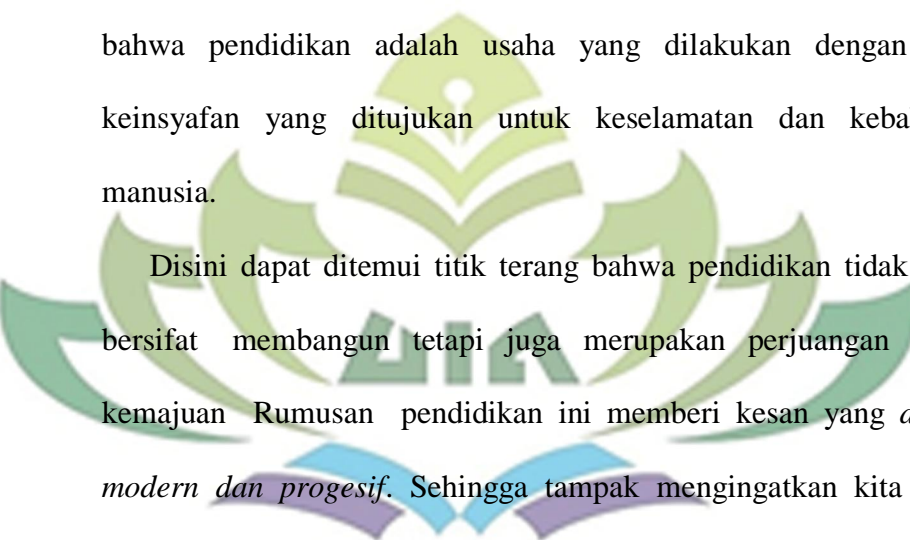 bahwa pendidikan adalah usaha yang dilakukan dengan
keinsyafan yang ditujukan untuk keselamatan dan
manusia.
Disini dapat ditemui titik terang bahwa pendidikan tidak
bersifat membangun tetapi juga merupakan perjuangan
UIN
kemajuan Rumusan pendidikan ini memberi kesan yang
modern dan progesif. Sehingga tampak mengingatkan kita